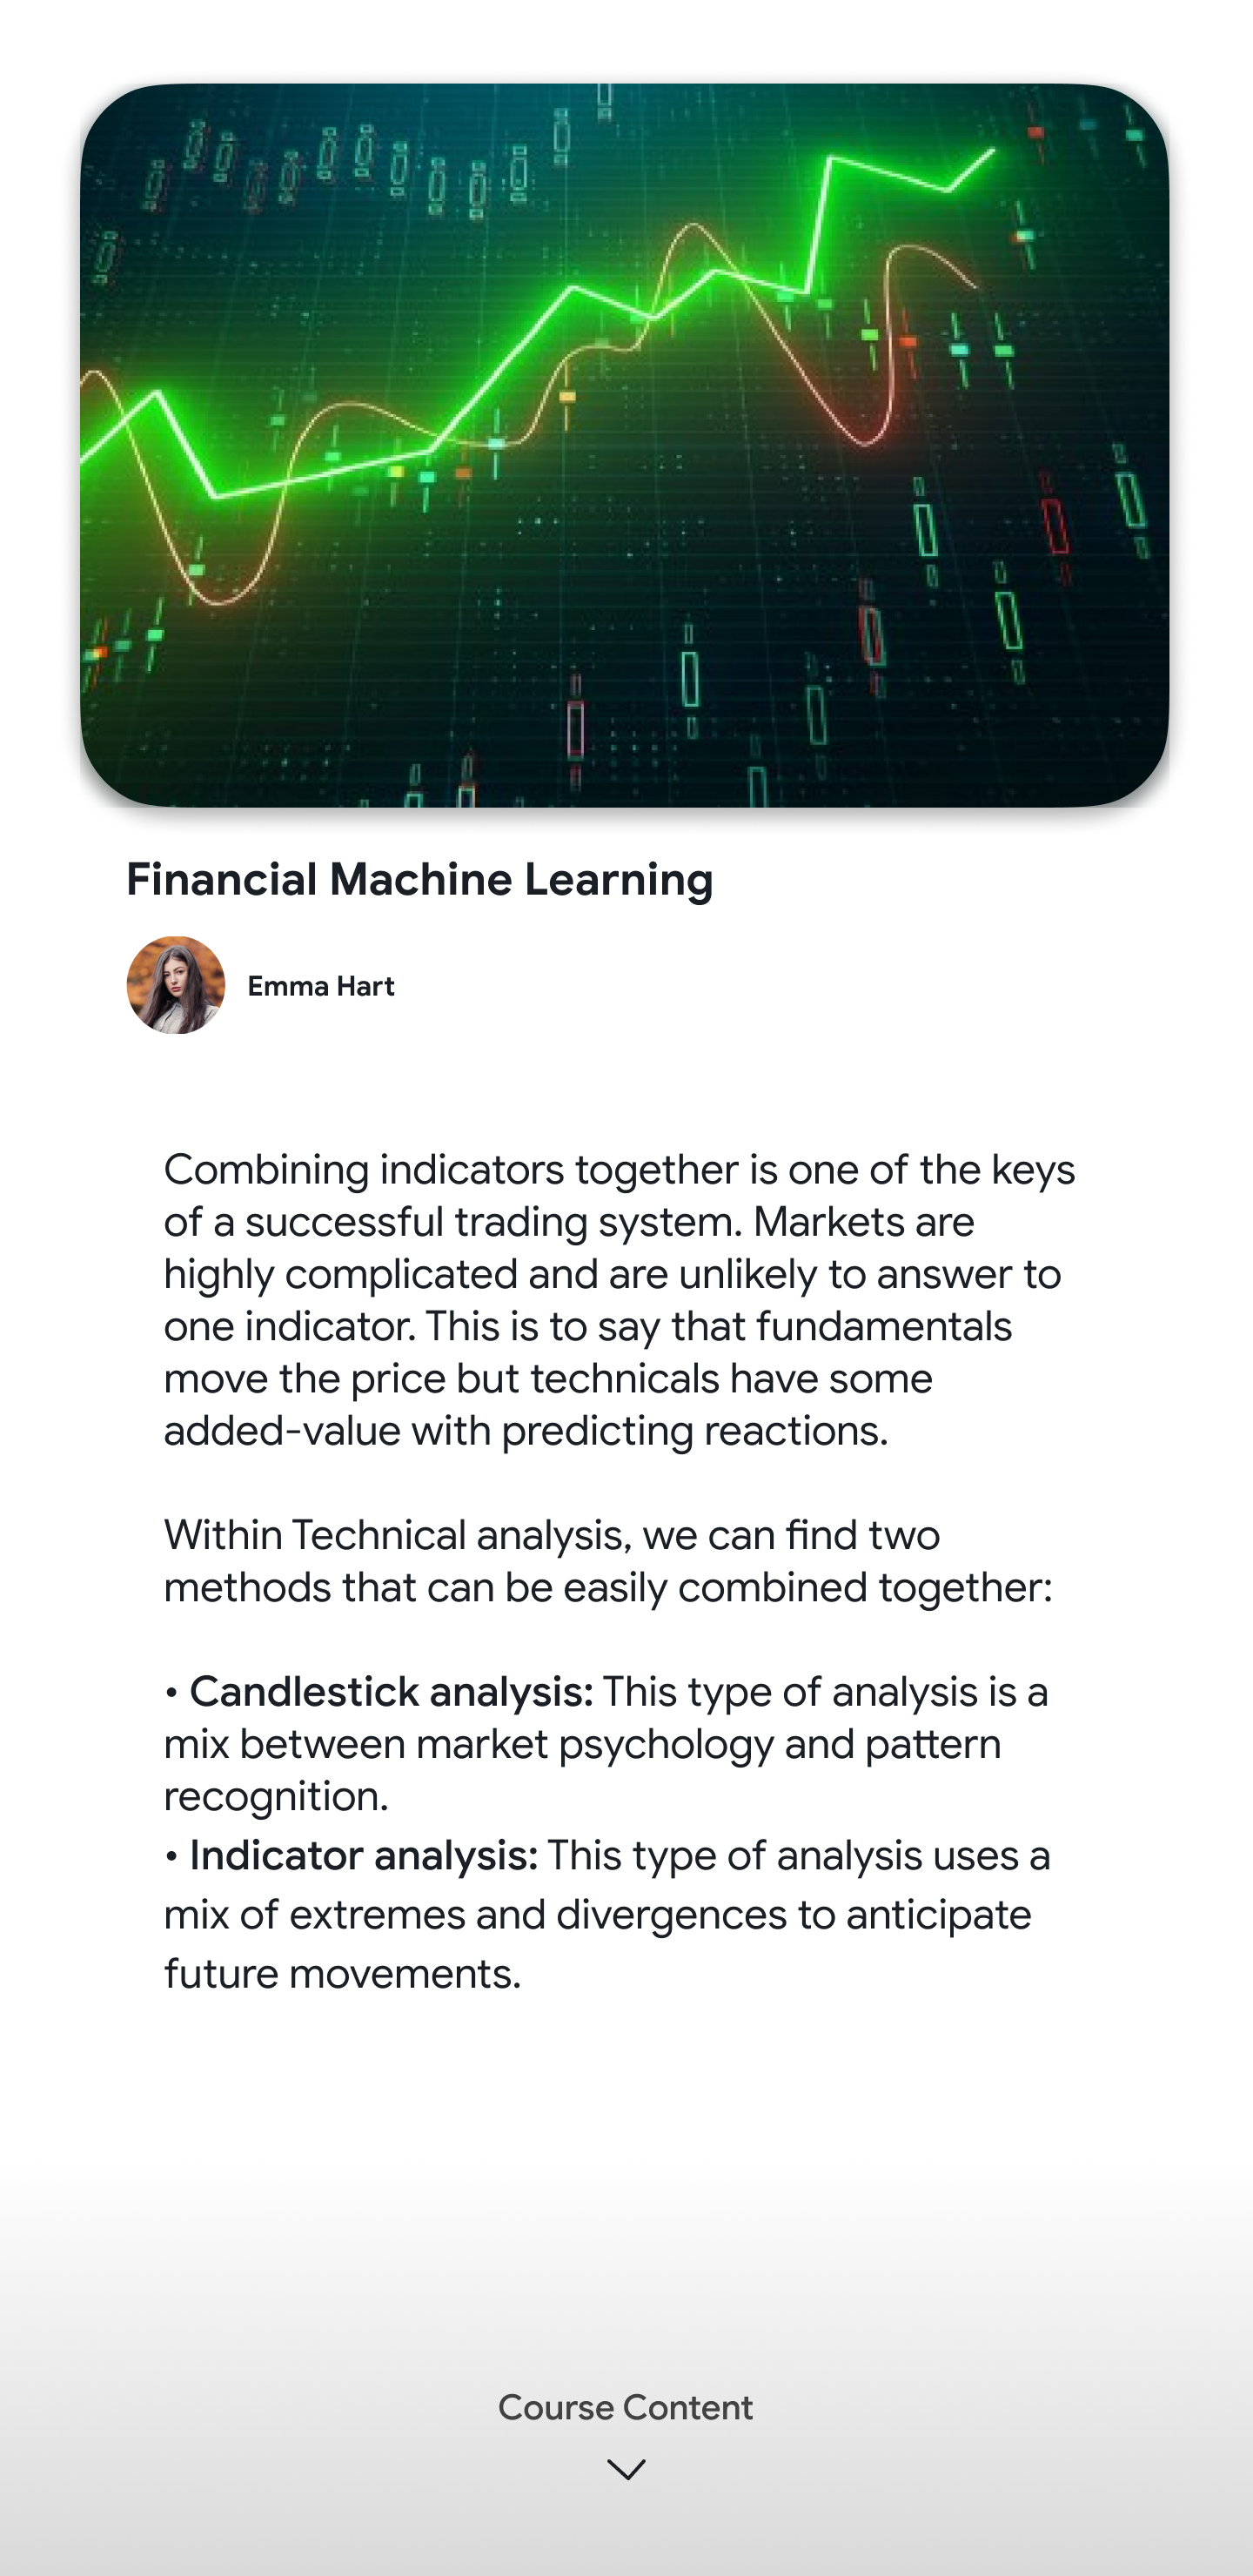 Financial Machine Learning
Emma Hart
Combining indicators together is one of the keys
of a successful trading system. Markets are
highly complicated and are unlikely to answer to
one indicator. This is to say that fundamentals
move the price but technicals have some
added-value with predicting reactions.
Within Technical analysis, we can find two
methods that can be easily combined together:
• Candlestick analysis: This type of analysis is a
mix between market psychology and pattern
recognition.
• Indicator analysis: This type of analysis uses a
mix of extremes and divergences to anticipate
future movements.
Course Content